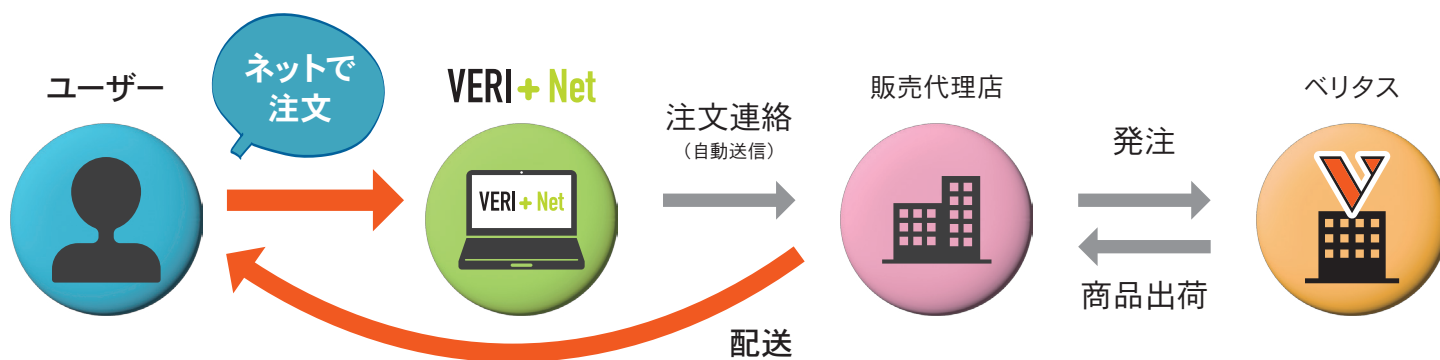 ユーザー
ネットで
注文
VERI+Net
VERI+Net
注文連絡
（自動送信）
販売代理店
発注
ベリタス
商品出荷
配送